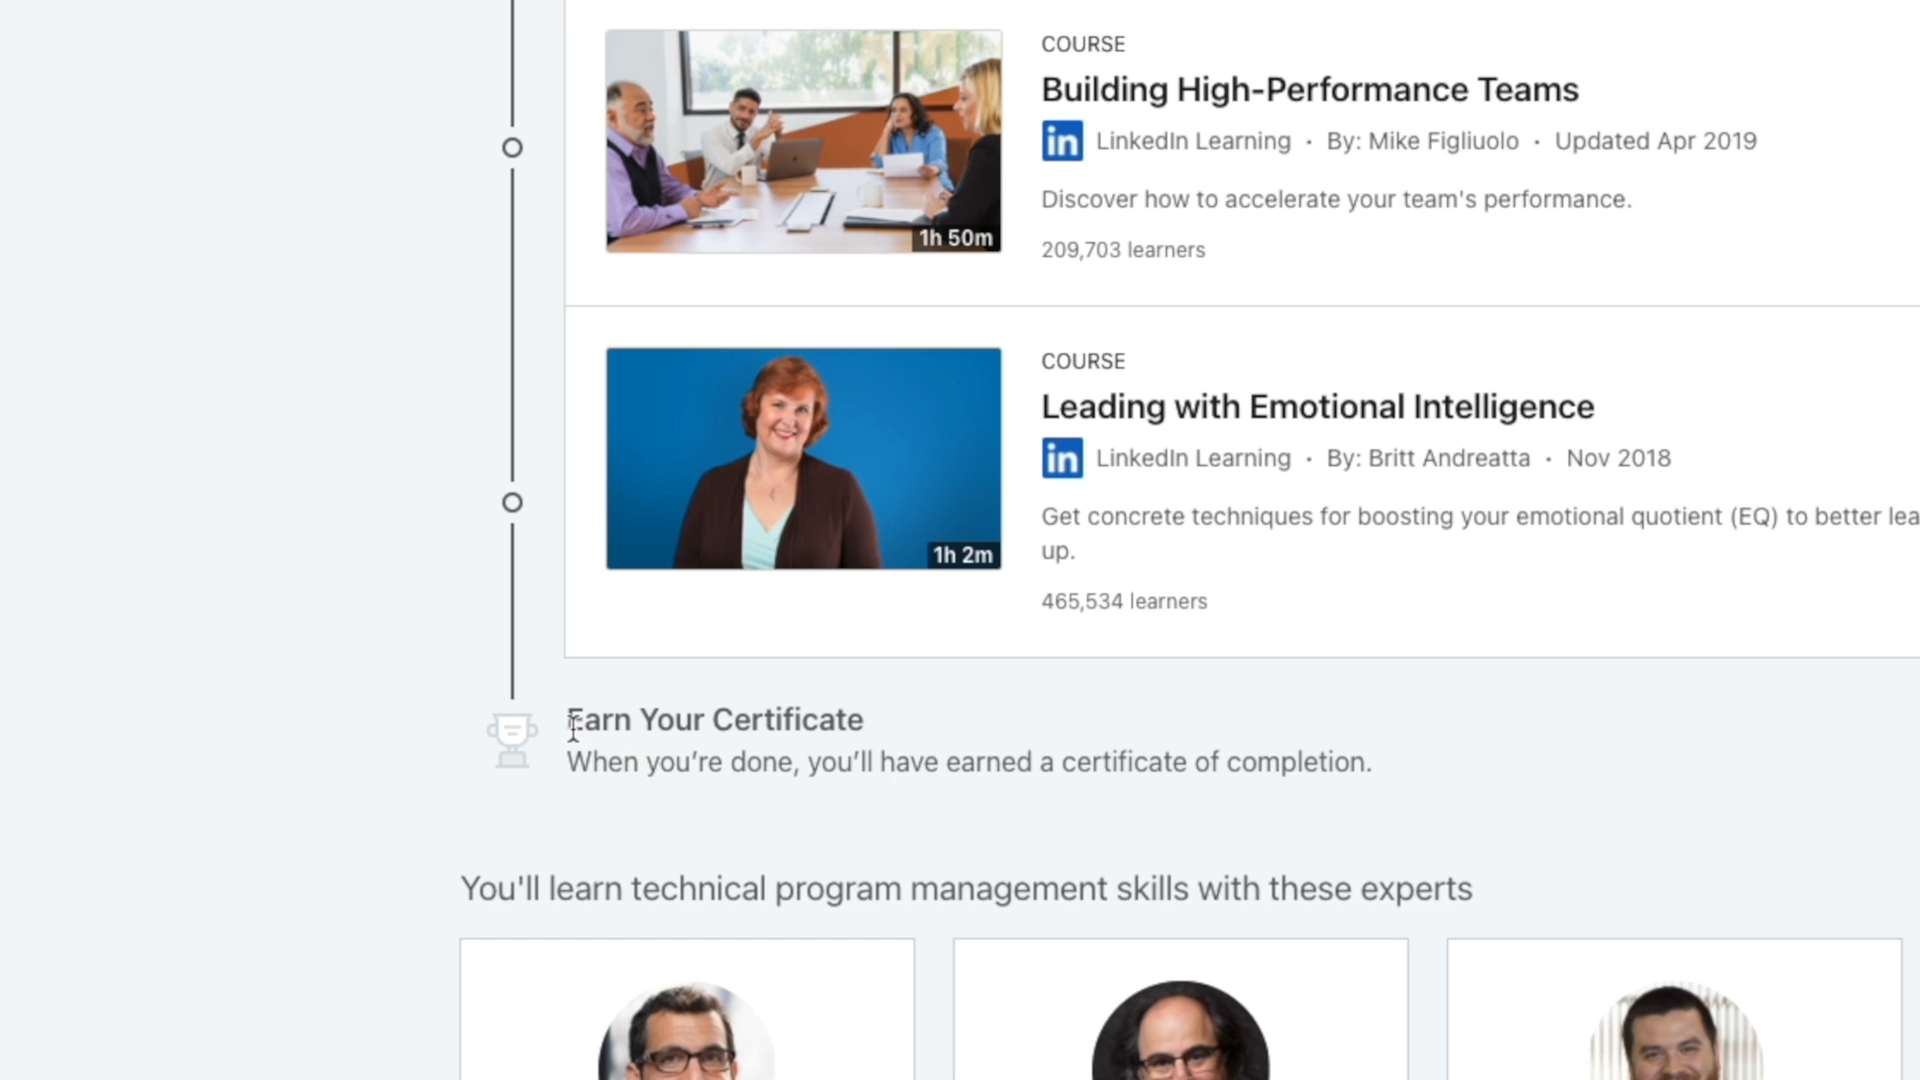 COURSE
Building High-Performance Teams
in LinkedIn Learning • By: Mike Figliuolo • Updated Apr 2019
Discover how to accelerate your team's performance.
1h 50m
209,703 learners
COURSE
Leading with Emotional Intelligence
in LinkedIn Learning • By: Britt Andreatta • Nov 2018
Get concrete techniques for boosting your emotional quotient (EQ) to better lea
up.
1h 2m
465,534 learners
Earn Your Certificate
When you’re done, you’ll have earned a certificate of completion.
You'll learn technical program management skills with these experts